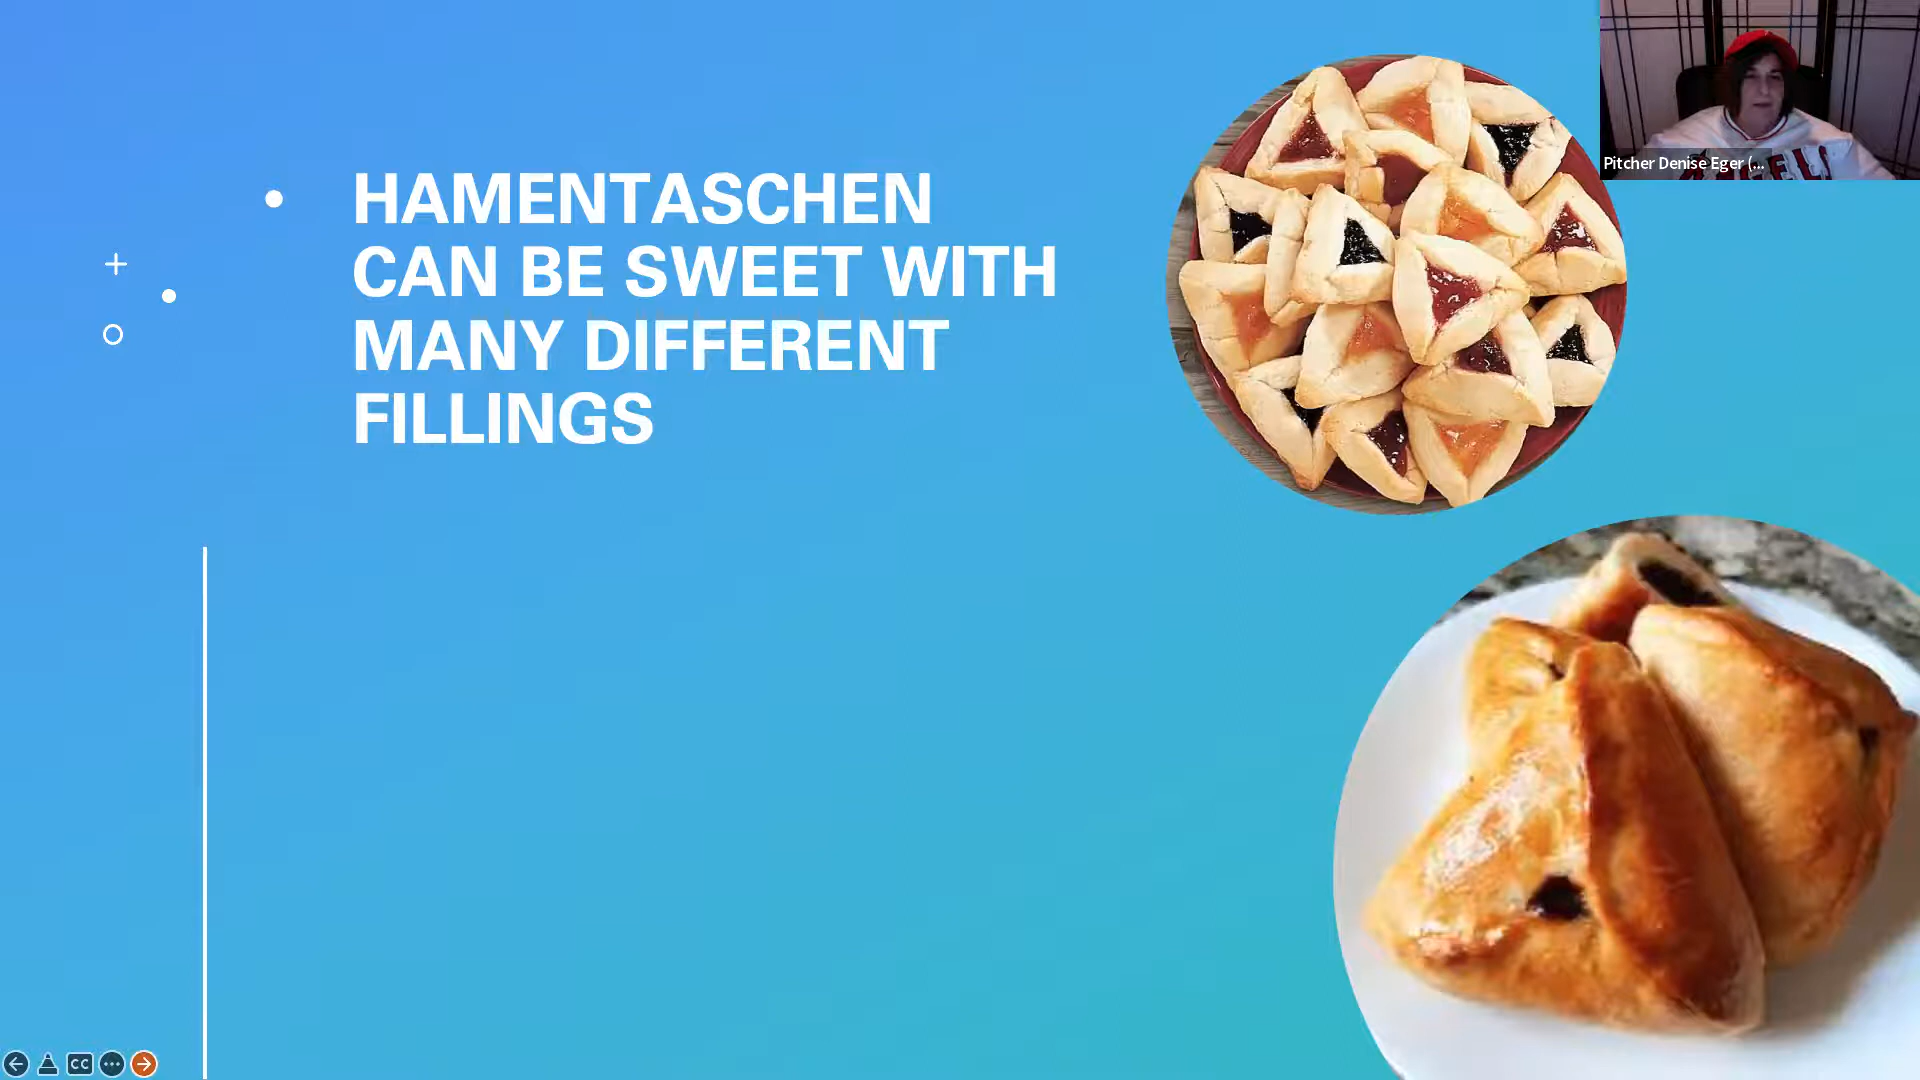 HAMENTASCHEN
CAN BE SWEET WITH
MANY DIFFERENT
FILLINGS
Pitcher Denise Eger (...
CC